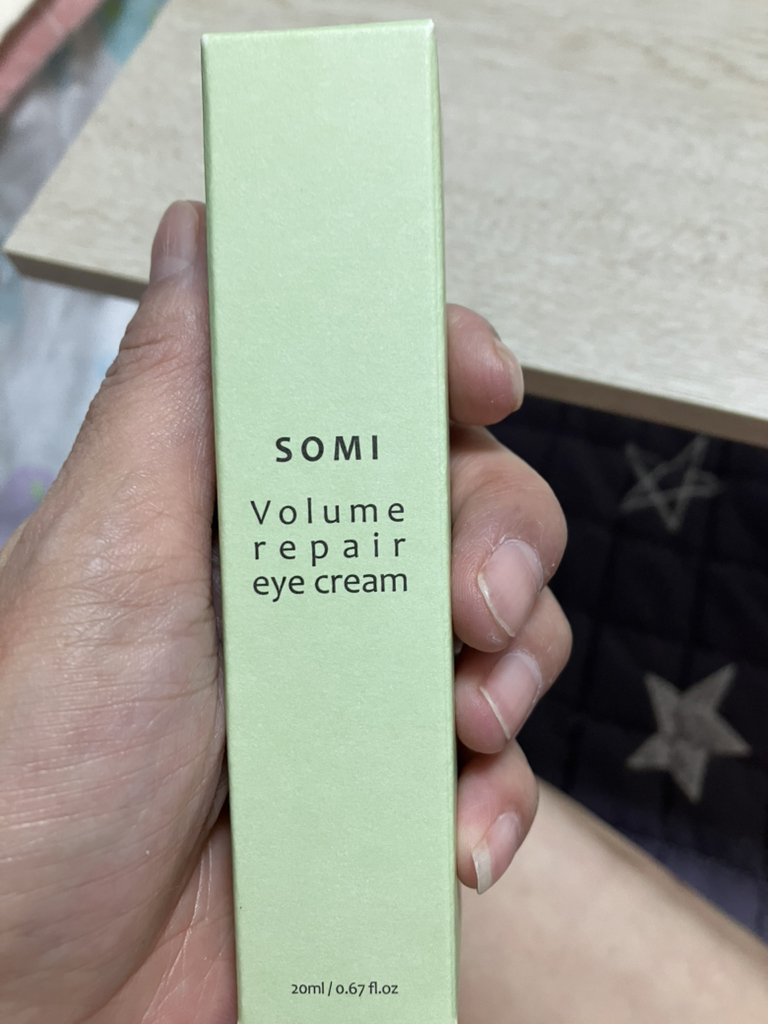 SOMI
Volume
repair
eye cream
20ml / 0.67 fl.oz